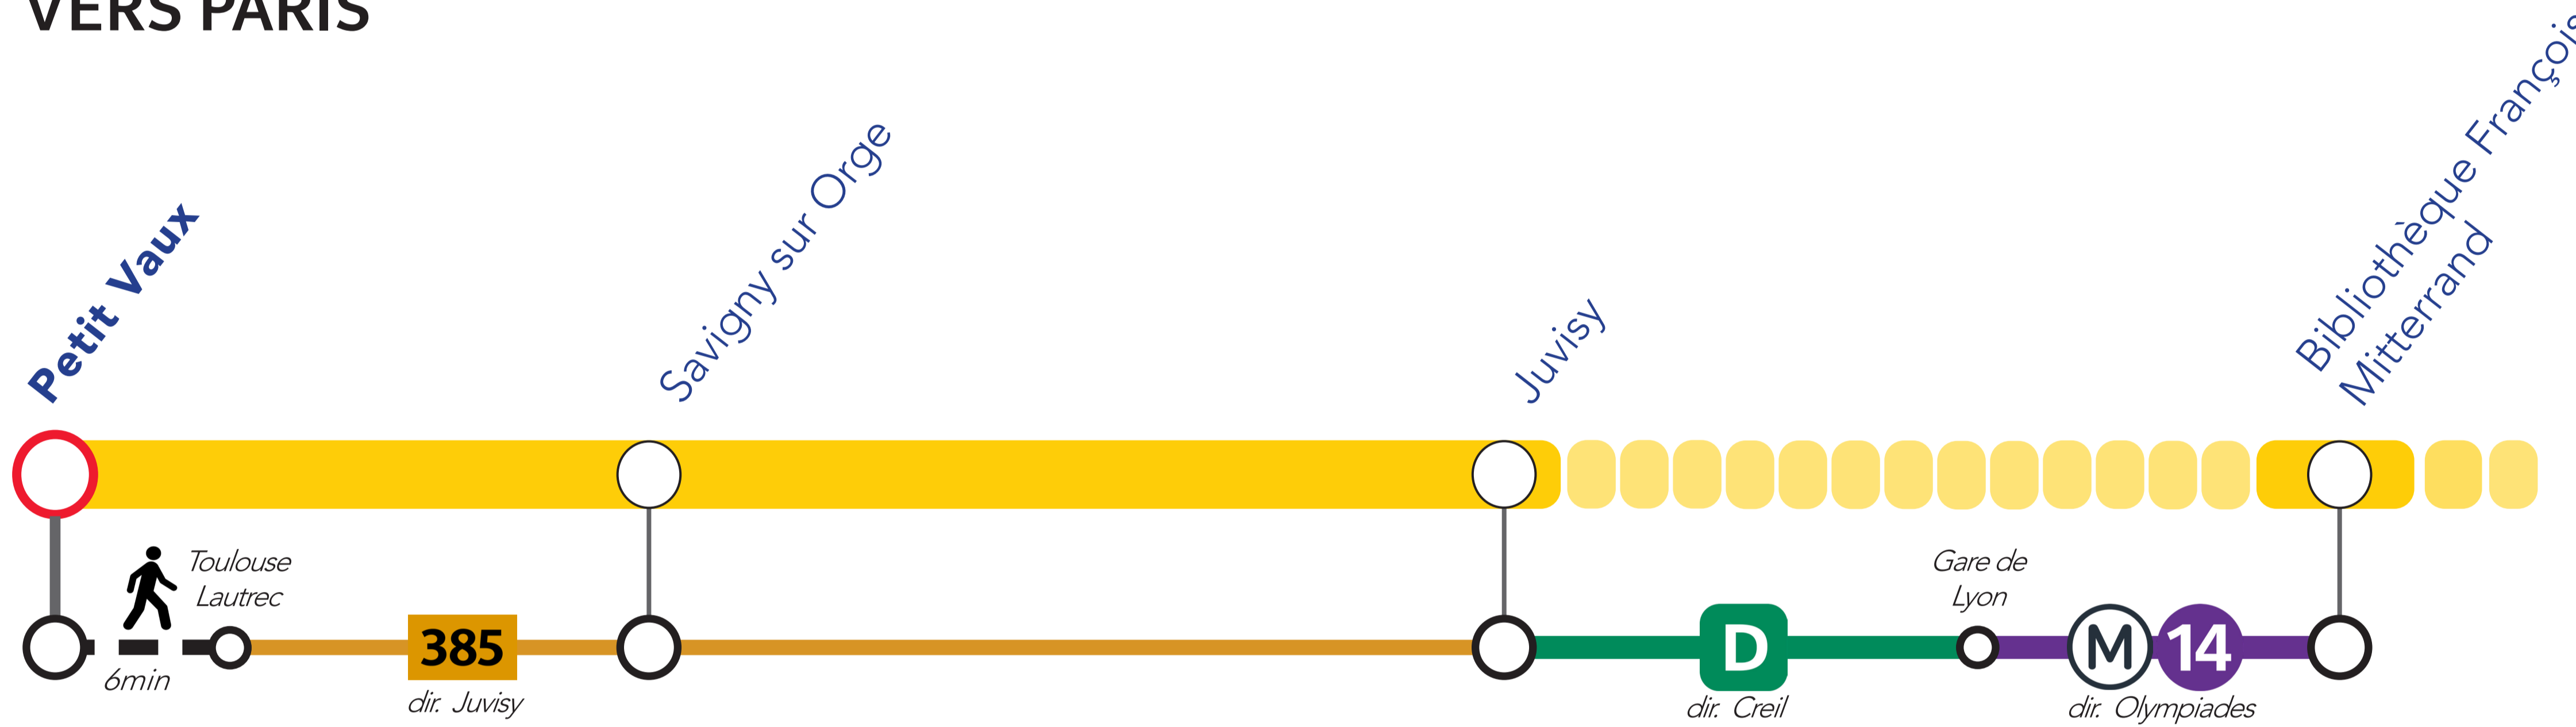 VERS PARIS
Petit Vaux
Savigny sur Orge
Juvisy
Bibliothèque François
Mitterrand
Toulouse
Lautrec
6min
385
dir. Juvisy
D
dir. Creil
Gare de
Lyon
M 14
dir. Olympiades